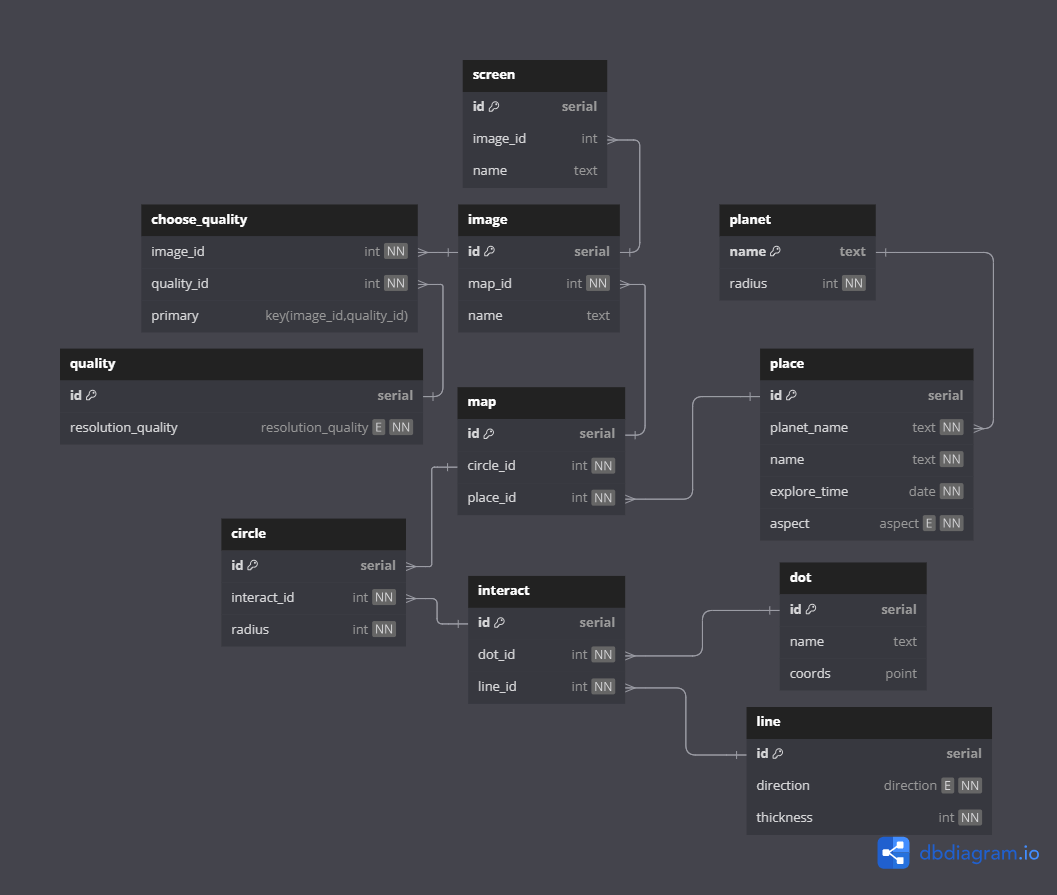 screen
id serial
image_id int
name text
choose_quality
image_id int NN
quality_id int NN
primary key(image_id,quality_id)
image
id serial
map_id int NN
name text
planet
name text
radius int NN
quality
id serial
resolution_quality resolution_quality E NN
map
id serial
circle_id int NN
place_id int NN
place
id serial
planet_name text NN
name text NN
explore_time date NN
aspect aspect E NN
circle
id serial
interact_id int NN
radius int NN
interact
id serial
dot_id int NN
line_id int NN
dot
id serial
name text
coords point
line
id serial
direction direction E NN
thickness int NN
dbdiagram.io